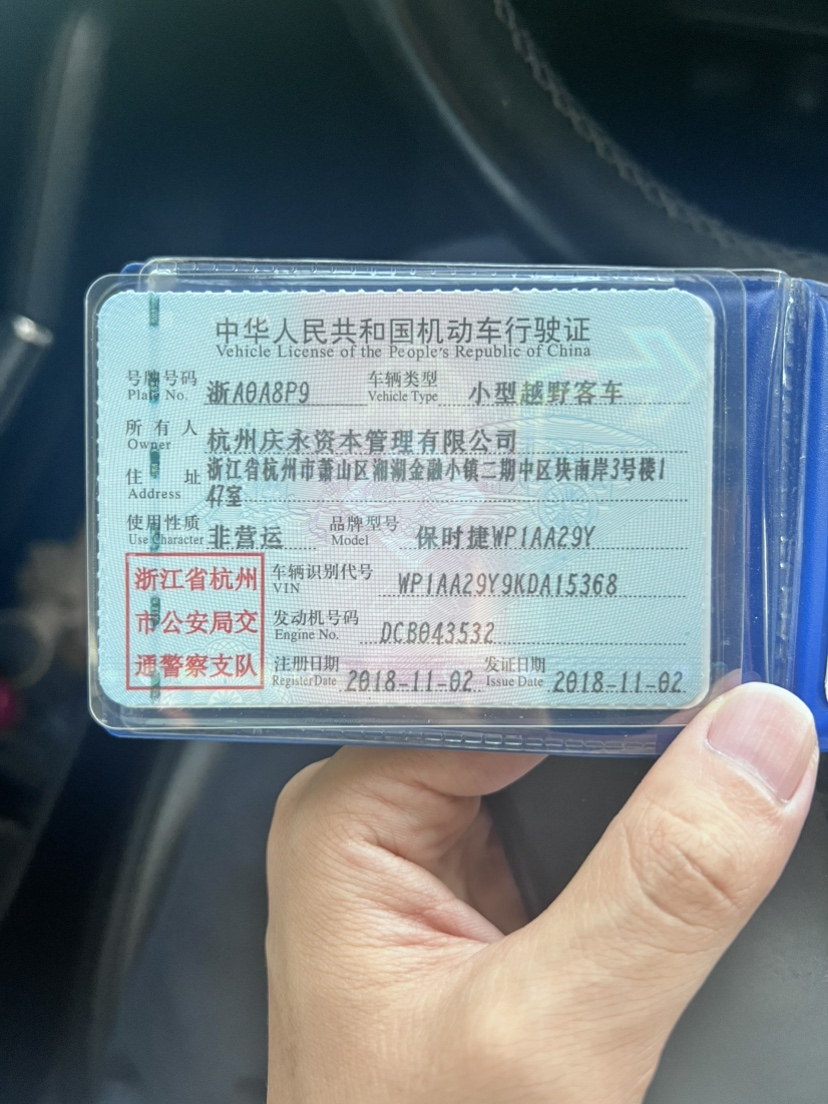 中华人民共和国机动车行驶证
Vehicle License of the People's Republic of China
号牌号码 浙A0A8P9 车辆类型 小型越野客车
Plate No. Vehicle Type
所有人 杭州庆永资本管理有限公司
Owner
住址 浙江省杭州市萧山区湘湖金融小镇二期中区块南岸3号楼1
Address 47室
使用性质 非营运 品牌型号 保时捷WP1AA29Y
Use Character Model
浙江省杭州
市公安局交
通警察支队
车辆识别代号 WP1AA29Y9KDA15368
VIN
发动机号码 DCB043532
Engine No.
注册日期 2018-11-02 发证日期 2018-11-02
Register Date Issue Date